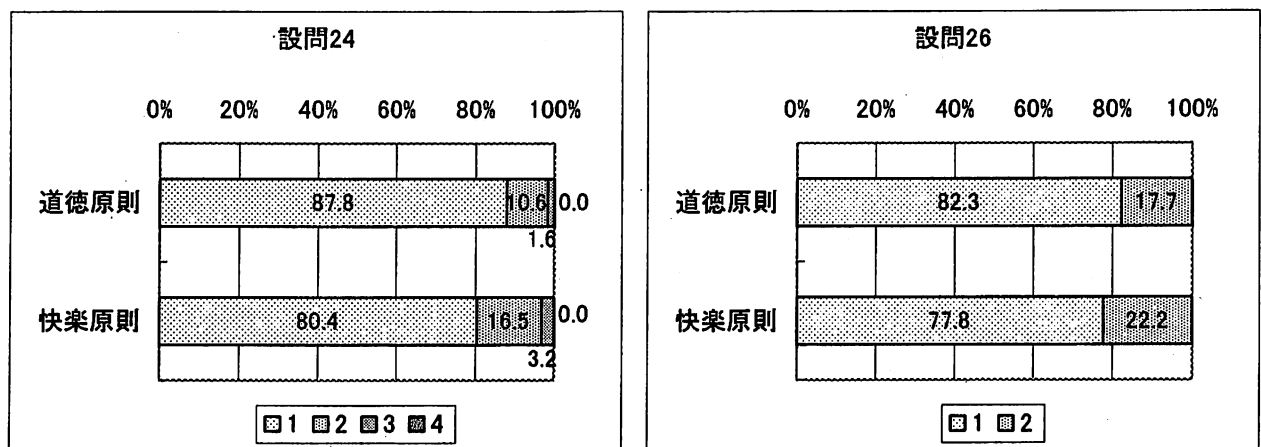 設問24
0% 20% 40% 60% 80% 100%
道徳原則 87.8 10.6 0.0
1.6
快楽原則 80.4 16.5 0.0
3.2
1 2 3 4
設問26
0% 20% 40% 60% 80% 100%
道徳原則 82.3 17.7
快楽原則 77.8 22.2
1 2